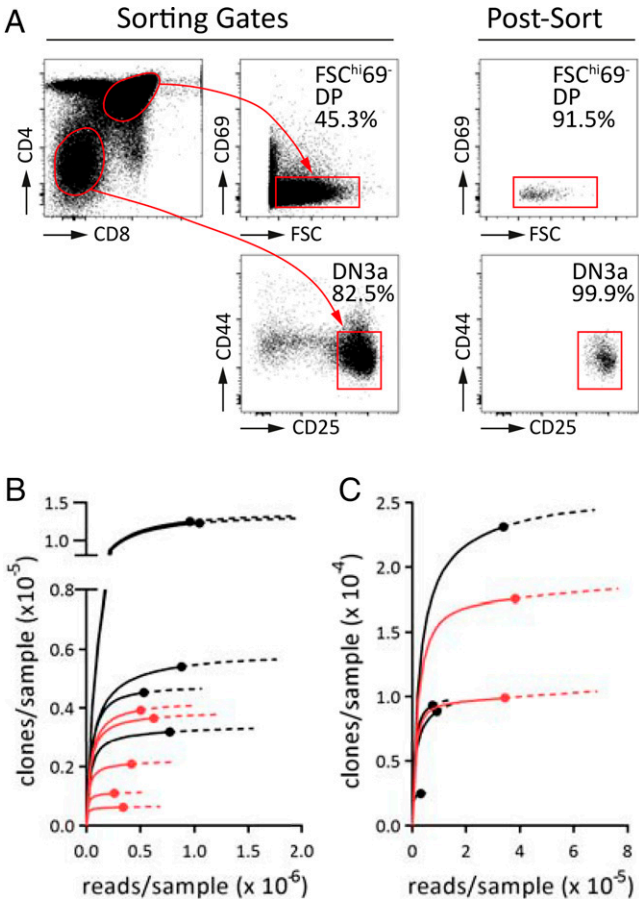 A
Sorting Gates
Post-Sort
CD4
CD8
CD69
FSC
FSChi69-
DP
45.3%
CD69
FSC
FSChi69-
DP
91.5%
CD44
CD25
DN3a
82.5%
CD44
CD25
DN3a
99.9%
B
clones/sample (x 10-5)
1.5
1.0
0.8
0.6
0.4
0.2
0.0
0.0 0.5 1.0 1.5 2.0
reads/sample (x 10-6)
C
clones/sample (x 10-4)
2.5
2.0
1.5
1.0
0.5
0.0
0 2 4 6 8
reads/sample (x 10-5)